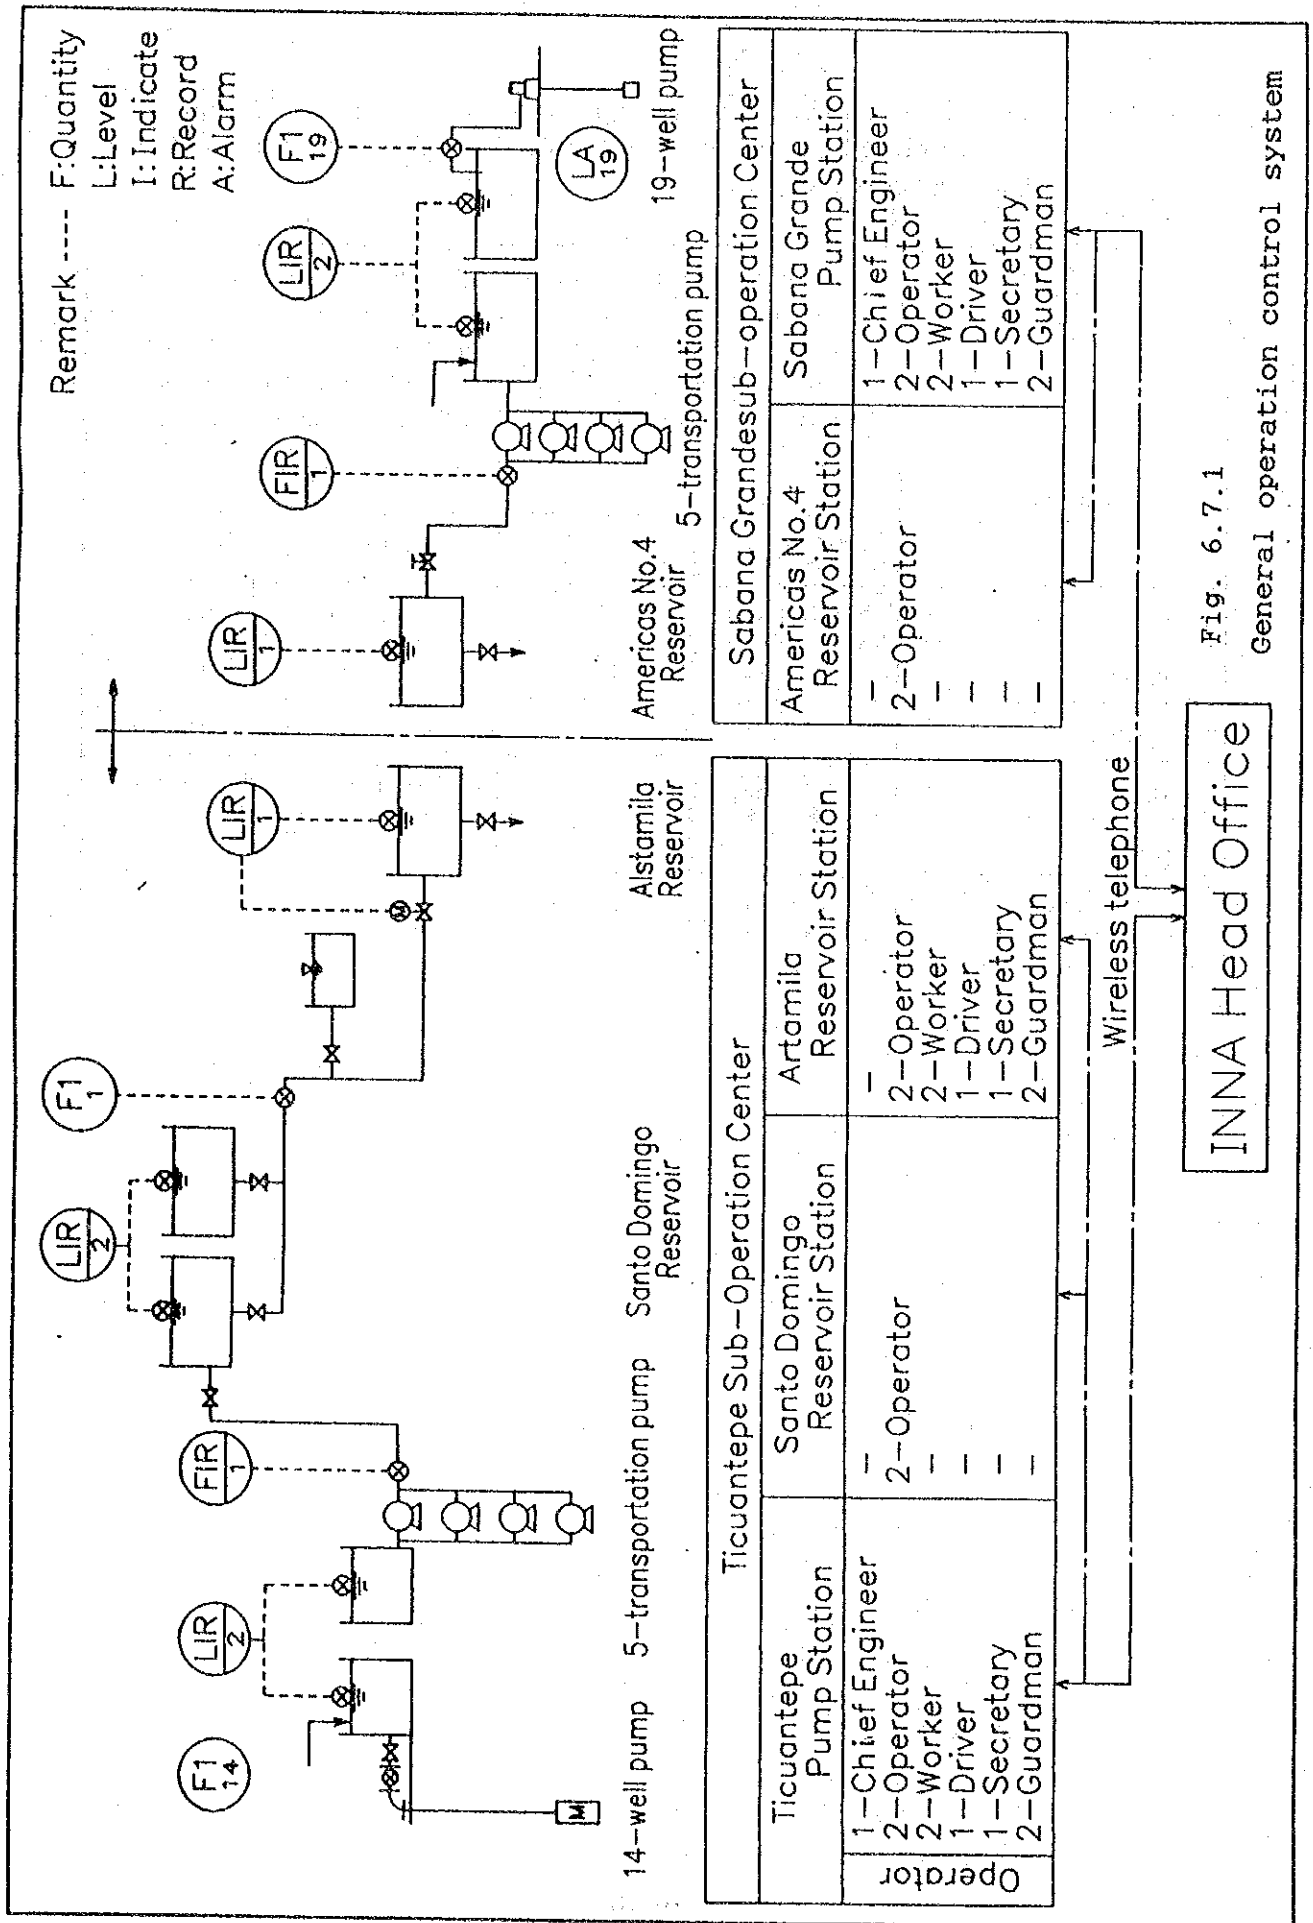 Remark ---- F:Quantity
L:Level
I:Indicate
R:Record
A:Alarm
F1
14
LIR
2
FIR
1
LIR
2
F1
1
LIR
1
LIR
1
FIR
1
LIR
2
F1
19
LA
19
M
M
14-well pump
5-transportation pump
Santo Domingo
Reservoir
Alstamila
Reservoir
Americas No.4
Reservoir
5-transportation pump
19-well pump
Ticuantepe Sub-Operation Center
Ticuantepe
Pump Station
Santo Domingo
Reservoir Station
Artamila
Reservoir Station
Operator
1-Chief Engineer
2-Operator
2-Worker
1-Driver
1-Secretary
2-Guardman
-
2-Operator
-
-
-
-
-
2-Operator
2-Worker
1-Driver
1-Secretary
2-Guardman
Sabana Grandesub-operation Center
Americas No.4
Reservoir Station
Sabana Grande
Pump Station
-
2-Operator
-
-
-
-
1-Chief Engineer
2-Operator
2-Worker
1-Driver
1-Secretary
2-Guardman
Wireless telephone
INNA Head Office
Fig. 6.7.1
General operation control system